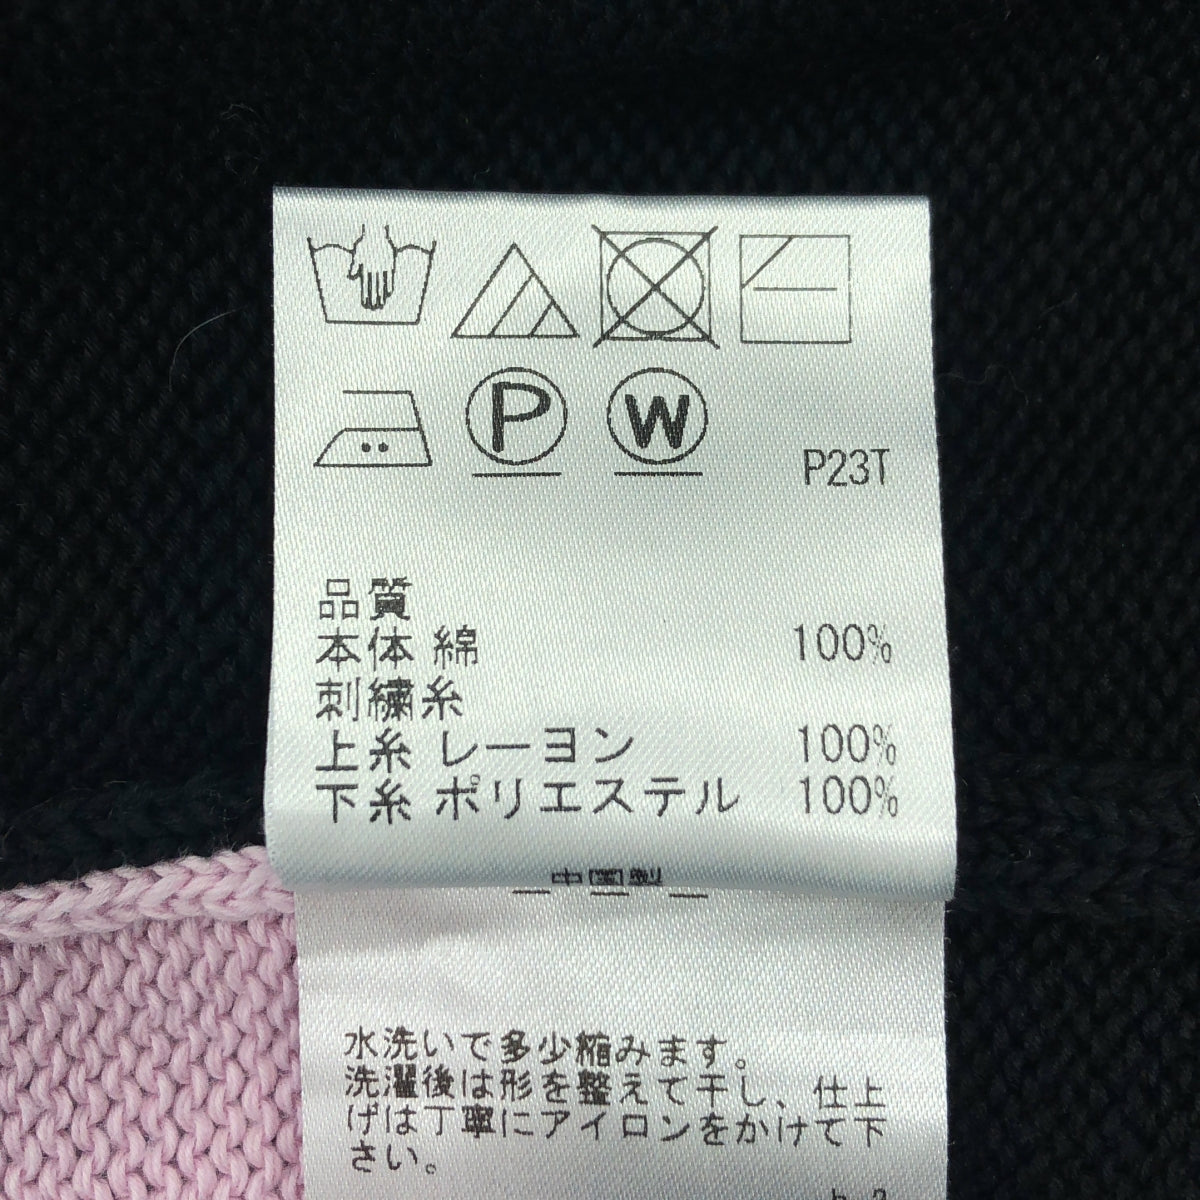 P
W
P23T
品質
本体 綿 100%
刺繍糸
上糸 レーヨン 100%
下糸 ポリエステル 100%
水洗いで多少縮みます。
洗濯後は形を整えて干し、仕上
げは丁寧にアイロンをかけて下
さい。